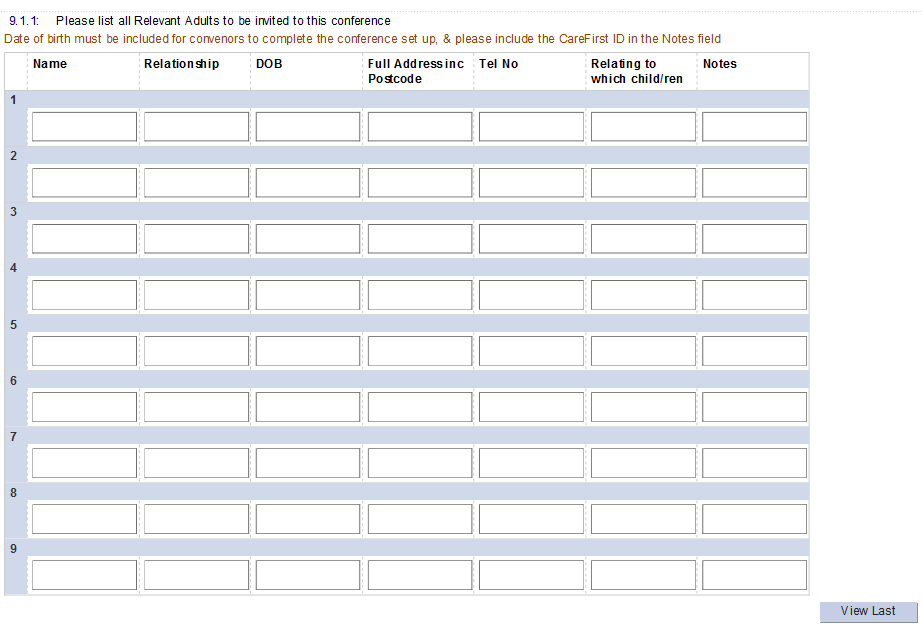 9.1.1: Please list all Relevant Adults to be invited to this conference
Date of birth must be included for convenors to complete the conference set up, & please include the CareFirst ID in the Notes field
Name Relationship DOB Full Address inc Postcode Tel No Relating to which child/ren Notes
1
2
3
4
5
6
7
8
9
View Last